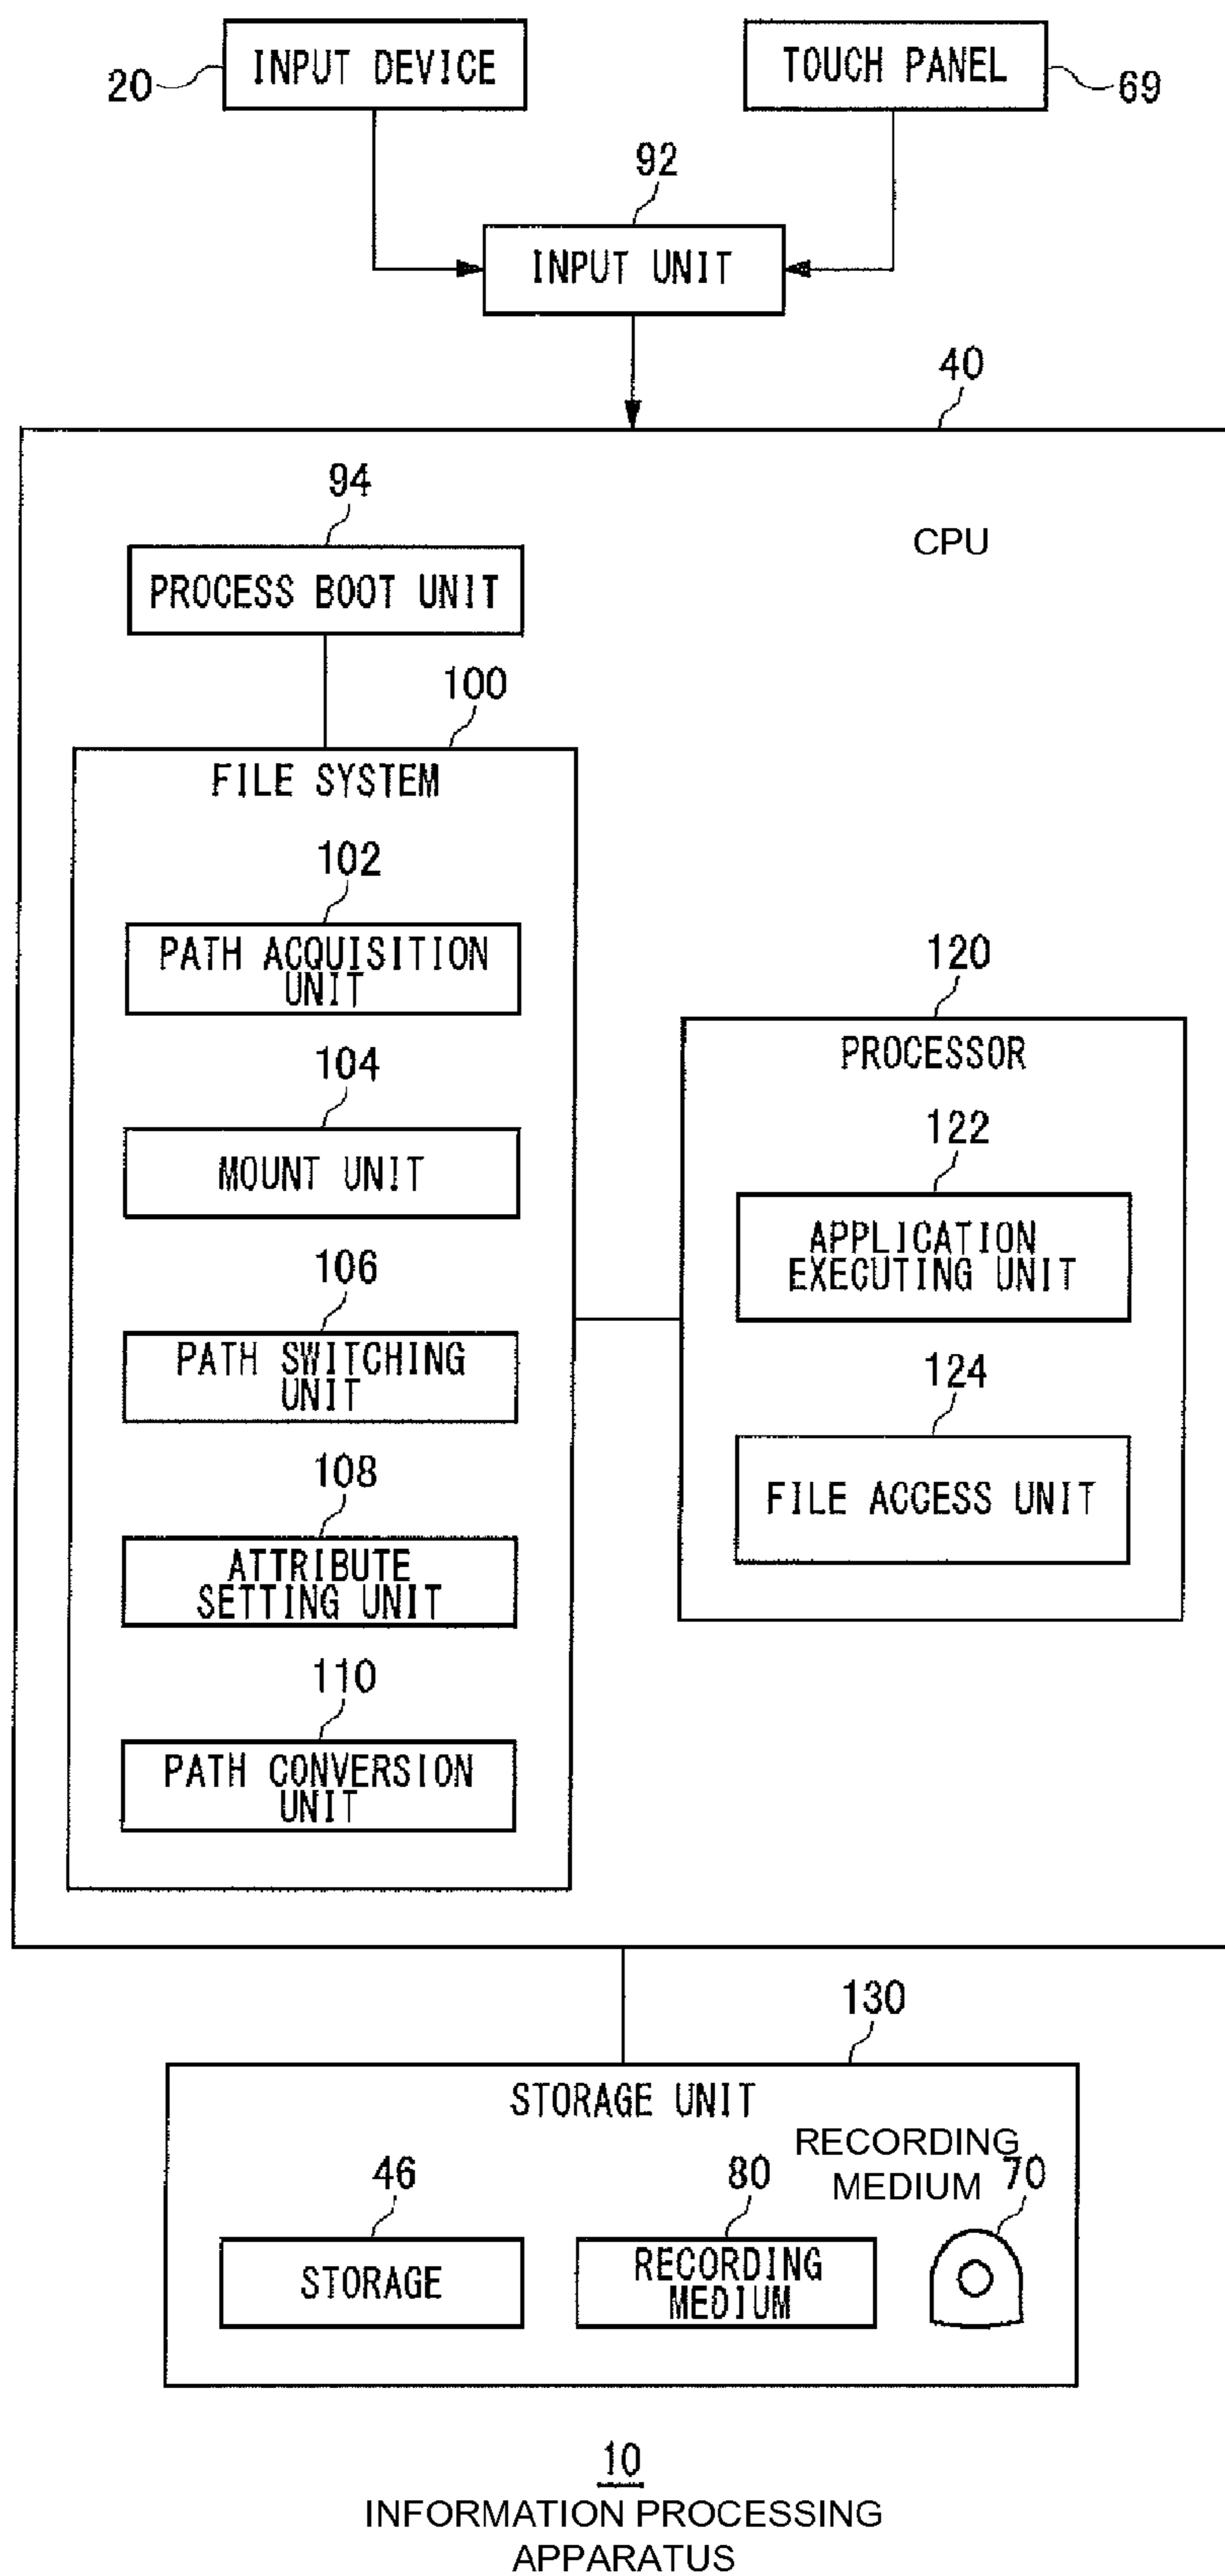 INPUT DEVICE
20
TOUCH PANEL
69
92
INPUT UNIT
40
CPU
94
PROCESS BOOT UNIT
100
FILE SYSTEM
102
PATH ACQUISITION
UNIT
104
MOUNT UNIT
106
PATH SWITCHING
UNIT
108
ATTRIBUTE
SETTING UNIT
110
PATH CONVERSION
UNIT
120
PROCESSOR
122
APPLICATION
EXECUTING UNIT
124
FILE ACCESS UNIT
130
STORAGE UNIT
46
STORAGE
80
RECORDING
MEDIUM
RECORDING
MEDIUM
70
10
INFORMATION PROCESSING
APPARATUS